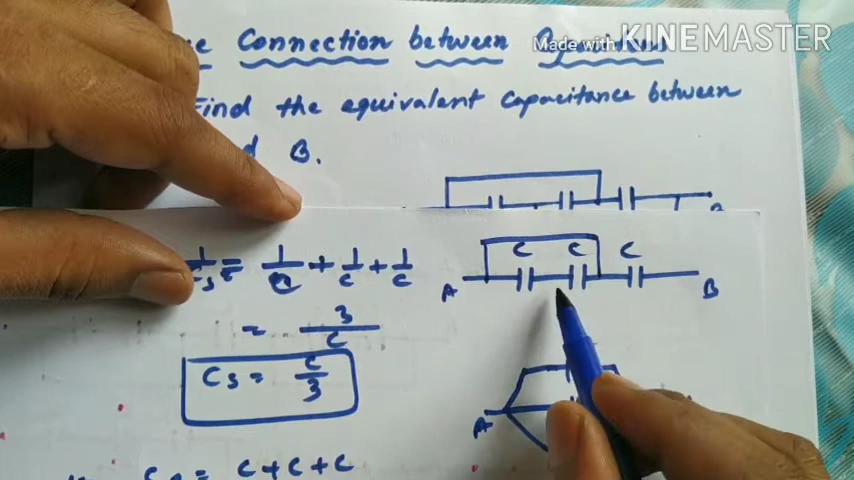 Connection between
Made with KINEMASTER
Find the equivalent Capacitance between
B.
C C C
A B
1/Cs = 1/C + 1/C + 1/C
= 3/C
Cs = C/3
A
C + C + C